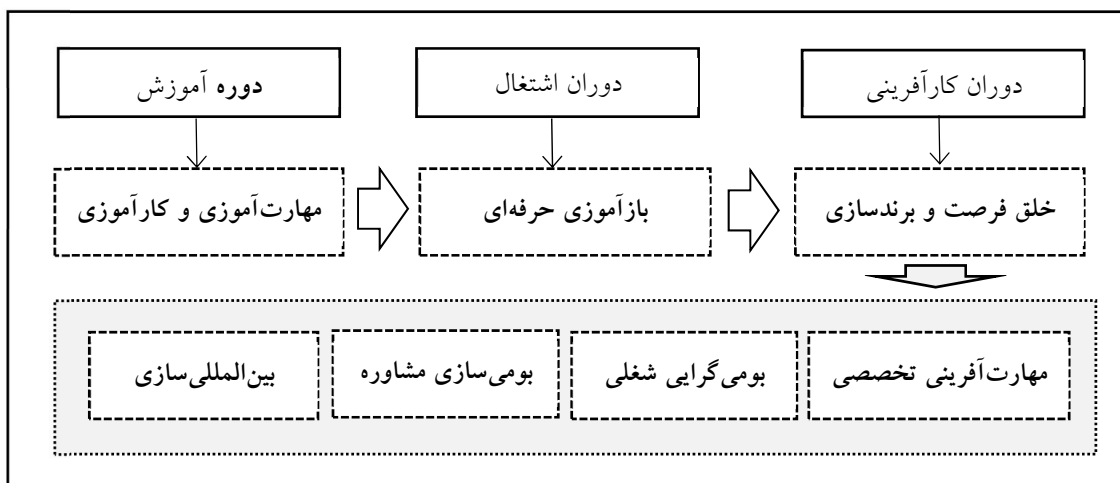 دوره آموزش
دوران اشتغال
دوران کارآفرینی
مهارت‌آموزی و کارآموزی
بازآموزی حرفه‌ای
خلق فرصت و برندسازی
مهارت‌آفرینی تخصصی
بومی‌گرایی شغلی
بومی‌سازی مشاوره
بین‌المللی‌سازی